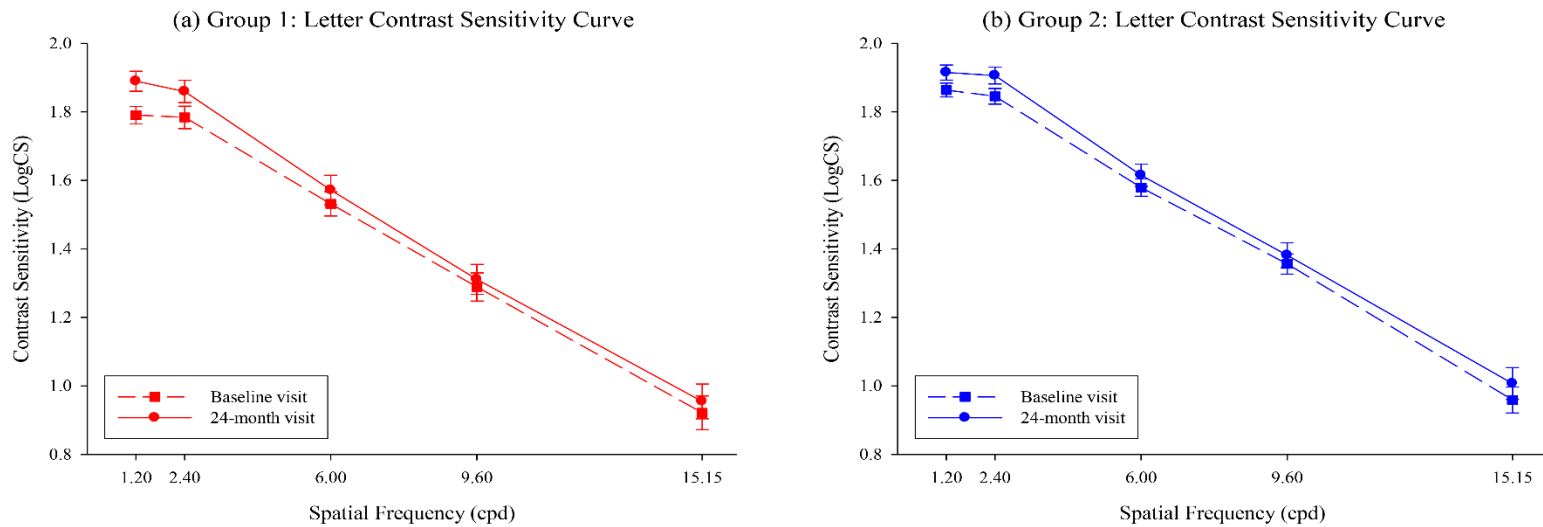 (a) Group 1: Letter Contrast Sensitivity Curve
Contrast Sensitivity (LogCS)
2.0
1.8
1.6
1.4
1.2
1.0
0.8
Baseline visit
24-month visit
1.20 2.40 6.00 9.60 15.15
Spatial Frequency (cpd)
(b) Group 2: Letter Contrast Sensitivity Curve
Contrast Sensitivity (LogCS)
2.0
1.8
1.6
1.4
1.2
1.0
0.8
Baseline visit
24-month visit
1.20 2.40 6.00 9.60 15.15
Spatial Frequency (cpd)